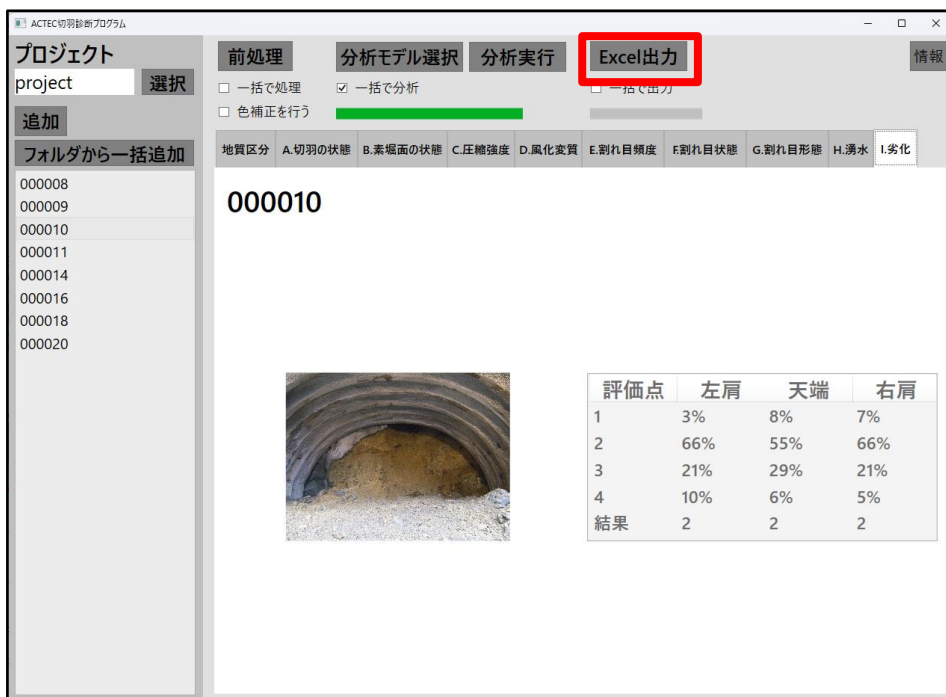 ACTEC切羽診断プログラム
プロジェクト
project 選択
追加
フォルダから一括追加
000008
000009
000010
000011
000014
000016
000018
000020
前処理 分析モデル選択 分析実行 Excel出力 情報
一括で処理 一括で分析 一括で出力
色補正を行う
地質区分 A.切羽の状態 B.素堀面の状態 C.圧縮強度 D.風化変質 E.割れ目頻度 F.割れ目状態 G.割れ目形態 H.湧水 I.劣化
000010
評価点 左肩 天端 右肩
1 3% 8% 7%
2 66% 55% 66%
3 21% 29% 21%
4 10% 6% 5%
結果 2 2 2